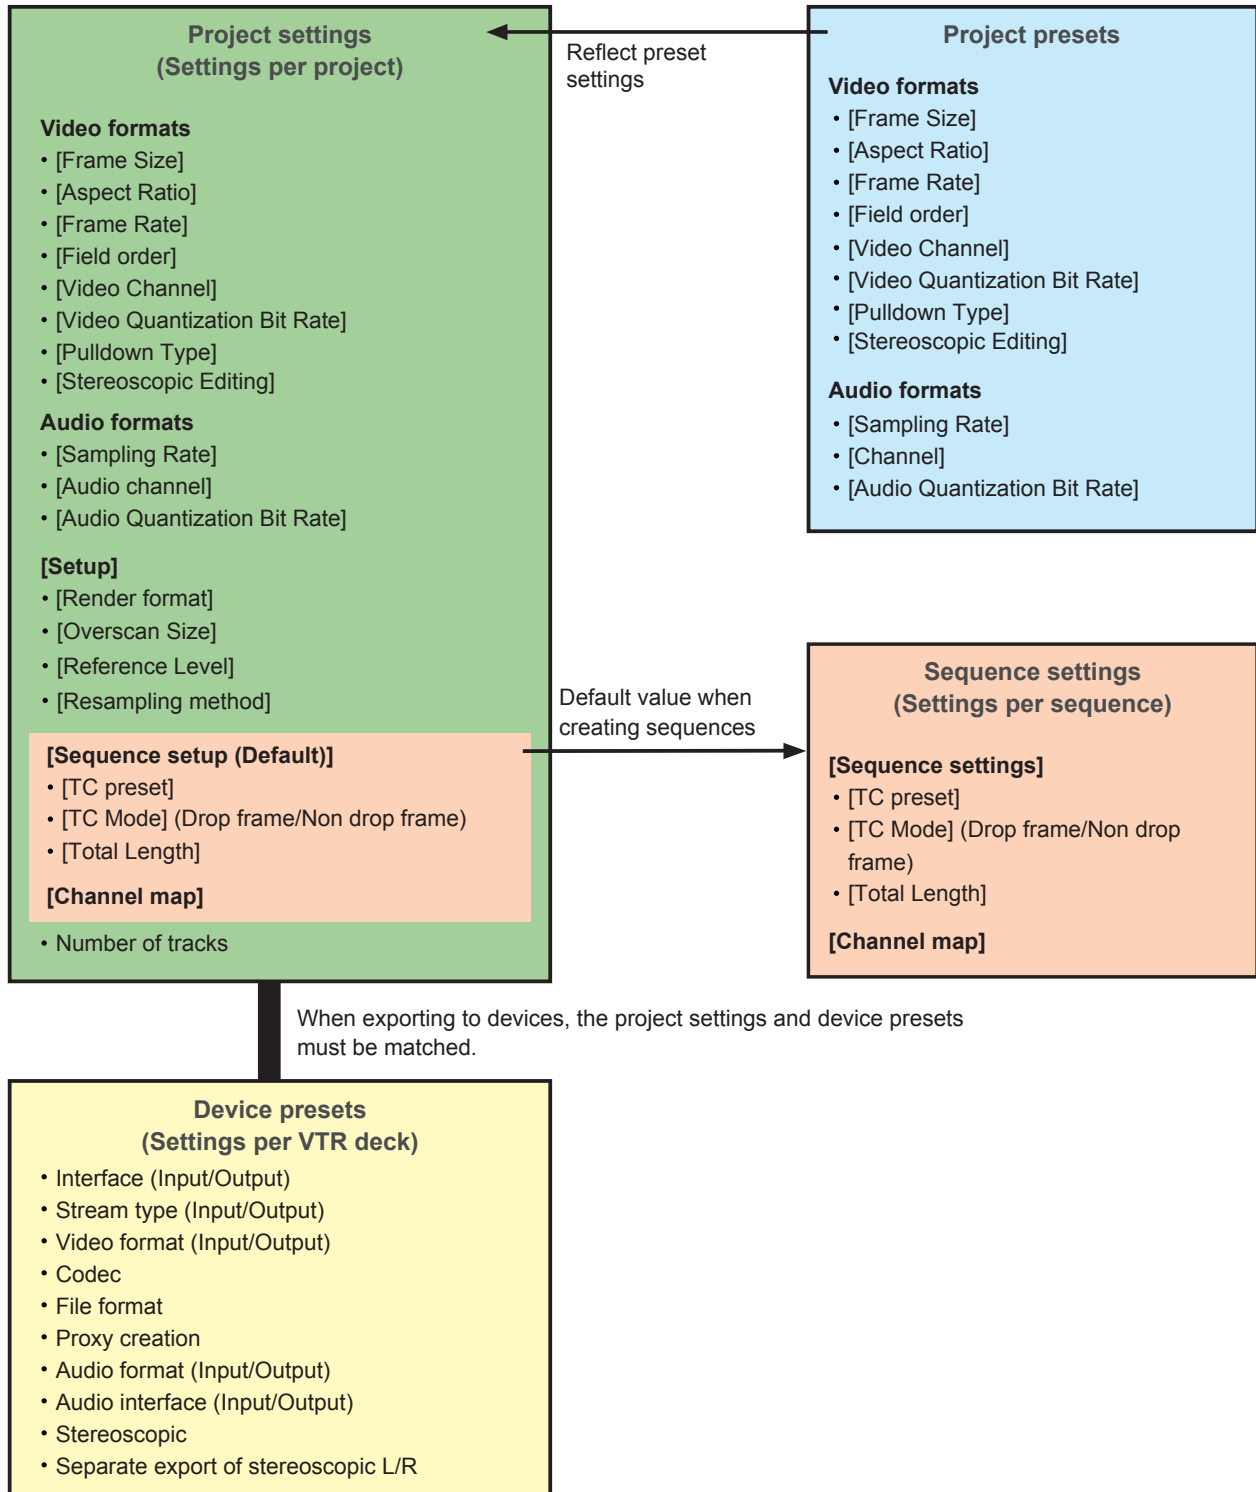 Project settings
(Settings per project)
Video formats
• [Frame Size]
• [Aspect Ratio]
• [Frame Rate]
• [Field order]
• [Video Channel]
• [Video Quantization Bit Rate]
• [Pulldown Type]
• [Stereoscopic Editing]
Audio formats
• [Sampling Rate]
• [Audio channel]
• [Audio Quantization Bit Rate]
[Setup]
• [Render format]
• [Overscan Size]
• [Reference Level]
• [Resampling method]
[Sequence setup (Default)]
• [TC preset]
• [TC Mode] (Drop frame/Non drop frame)
• [Total Length]
[Channel map]
• Number of tracks
Reflect preset
settings
Project presets
Video formats
• [Frame Size]
• [Aspect Ratio]
• [Frame Rate]
• [Field order]
• [Video Channel]
• [Video Quantization Bit Rate]
• [Pulldown Type]
• [Stereoscopic Editing]
Audio formats
• [Sampling Rate]
• [Channel]
• [Audio Quantization Bit Rate]
Default value when
creating sequences
Sequence settings
(Settings per sequence)
[Sequence settings]
• [TC preset]
• [TC Mode] (Drop frame/Non drop
frame)
• [Total Length]
[Channel map]
When exporting to devices, the project settings and device presets
must be matched.
Device presets
(Settings per VTR deck)
• Interface (Input/Output)
• Stream type (Input/Output)
• Video format (Input/Output)
• Codec
• File format
• Proxy creation
• Audio format (Input/Output)
• Audio interface (Input/Output)
• Stereoscopic
• Separate export of stereoscopic L/R